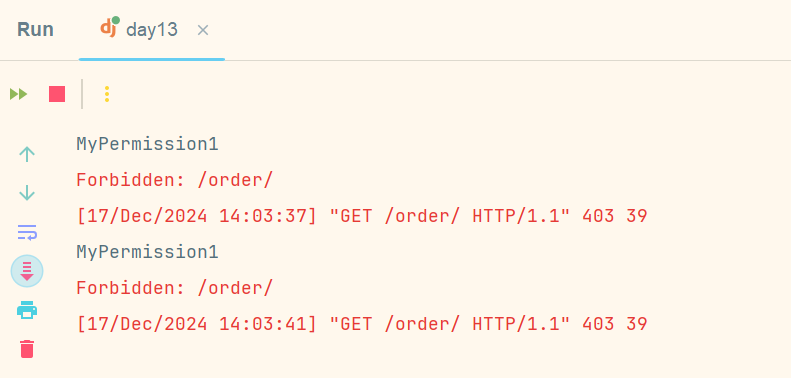 Run
dj day13
MyPermission1
Forbidden: /order/
[17/Dec/2024 14:03:37] "GET /order/ HTTP/1.1" 403 39
MyPermission1
Forbidden: /order/
[17/Dec/2024 14:03:41] "GET /order/ HTTP/1.1" 403 39